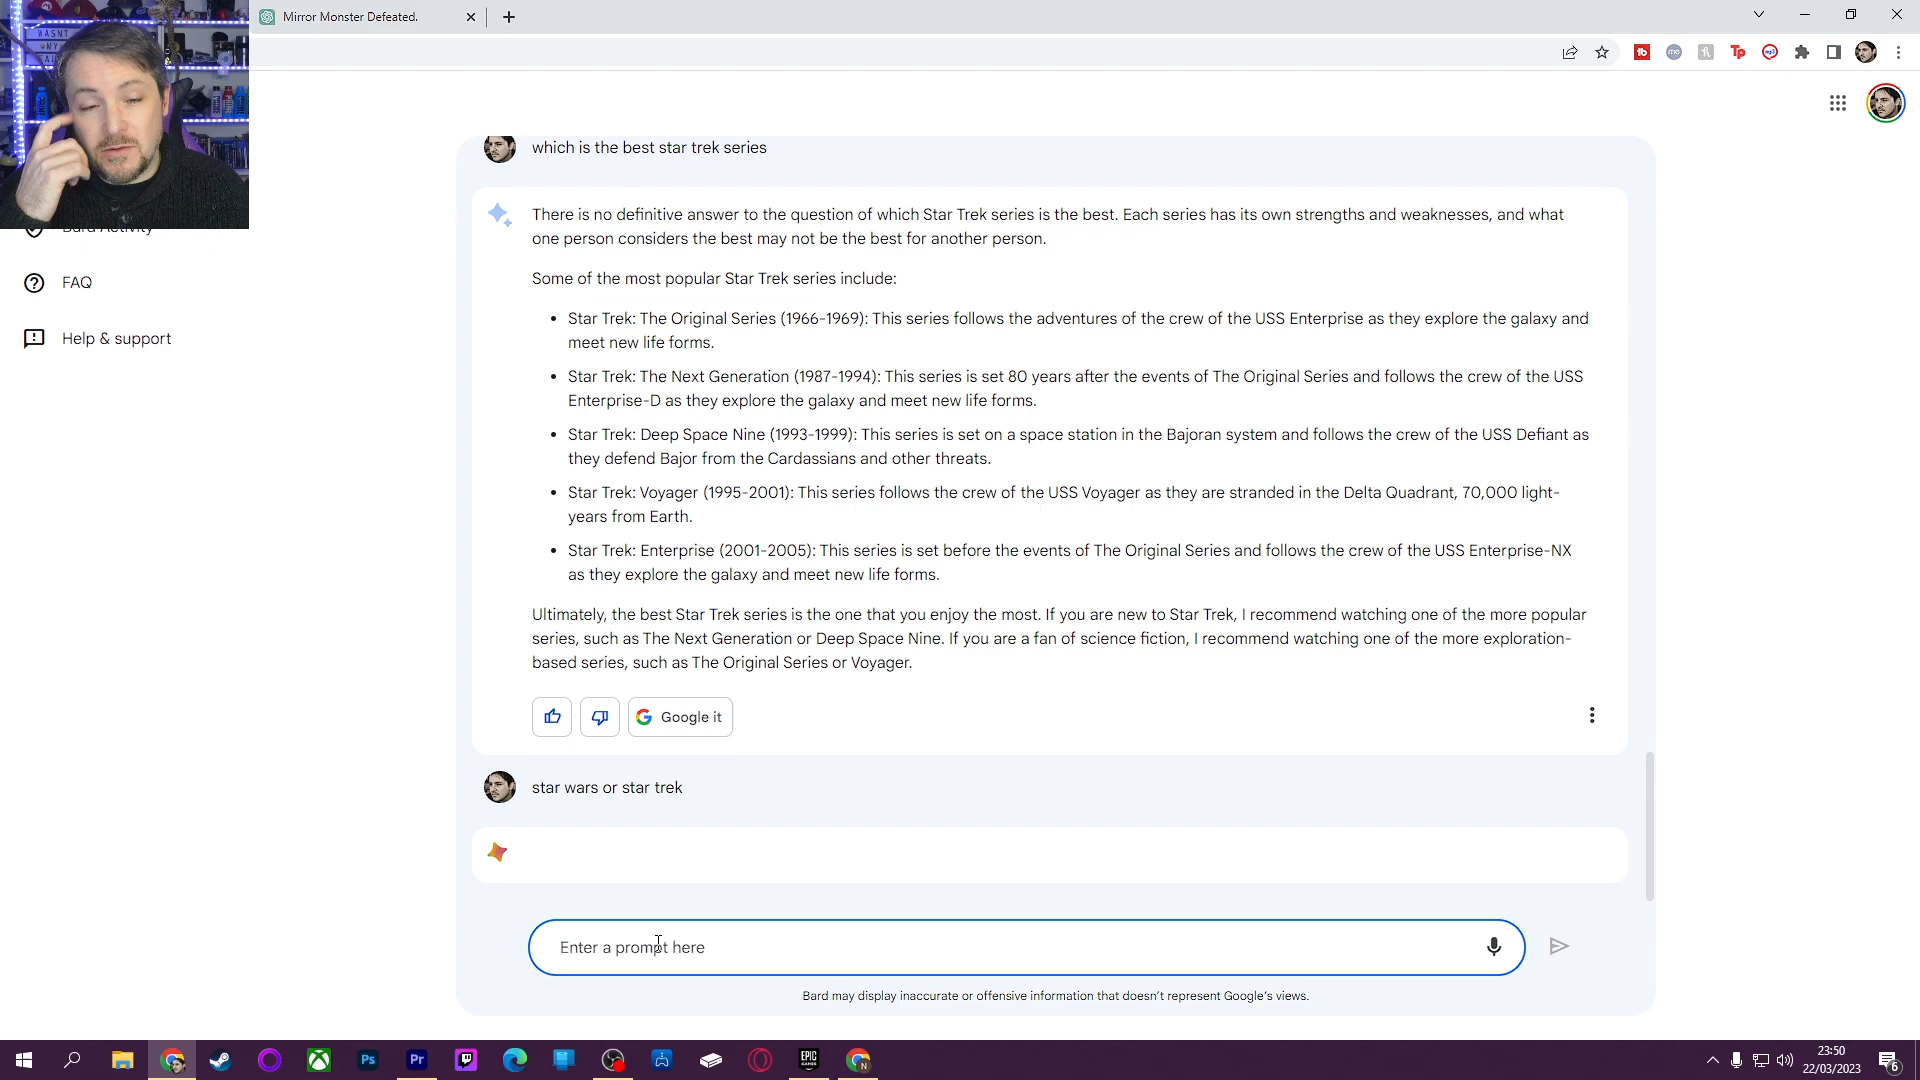 WASNT
MY
Mirror Monster Defeated.
which is the best star trek series
There is no definitive answer to the question of which Star Trek series is the best. Each series has its own strengths and weaknesses, and what
one person considers the best may not be the best for another person.
Bard Activity
Some of the most popular Star Trek series include:
FAQ
• Star Trek: The Original Series (1966-1969): This series follows the adventures of the crew of the USS Enterprise as they explore the galaxy and
meet new life forms.
Help & support
• Star Trek: The Next Generation (1987-1994): This series is set 80 years after the events of The Original Series and follows the crew of the USS
Enterprise-D as they explore the galaxy and meet new life forms.
• Star Trek: Deep Space Nine (1993-1999): This series is set on a space station in the Bajoran system and follows the crew of the USS Defiant as
they defend Bajor from the Cardassians and other threats.
• Star Trek: Voyager (1995-2001): This series follows the crew of the USS Voyager as they are stranded in the Delta Quadrant, 70,000 light-
years from Earth.
• Star Trek: Enterprise (2001-2005): This series is set before the events of The Original Series and follows the crew of the USS Enterprise-NX
as they explore the galaxy and meet new life forms.
Ultimately, the best Star Trek series is the one that you enjoy the most. If you are new to Star Trek, I recommend watching one of the more popular
series, such as The Next Generation or Deep Space Nine. If you are a fan of science fiction, I recommend watching one of the more exploration-
based series, such as The Original Series or Voyager.
Google it
star wars or star trek
Enter a prompt here
Bard may display inaccurate or offensive information that doesn't represent Google's views.
Ps
Pr
EPIC
GAMES
N
23:50
22/03/2023
6